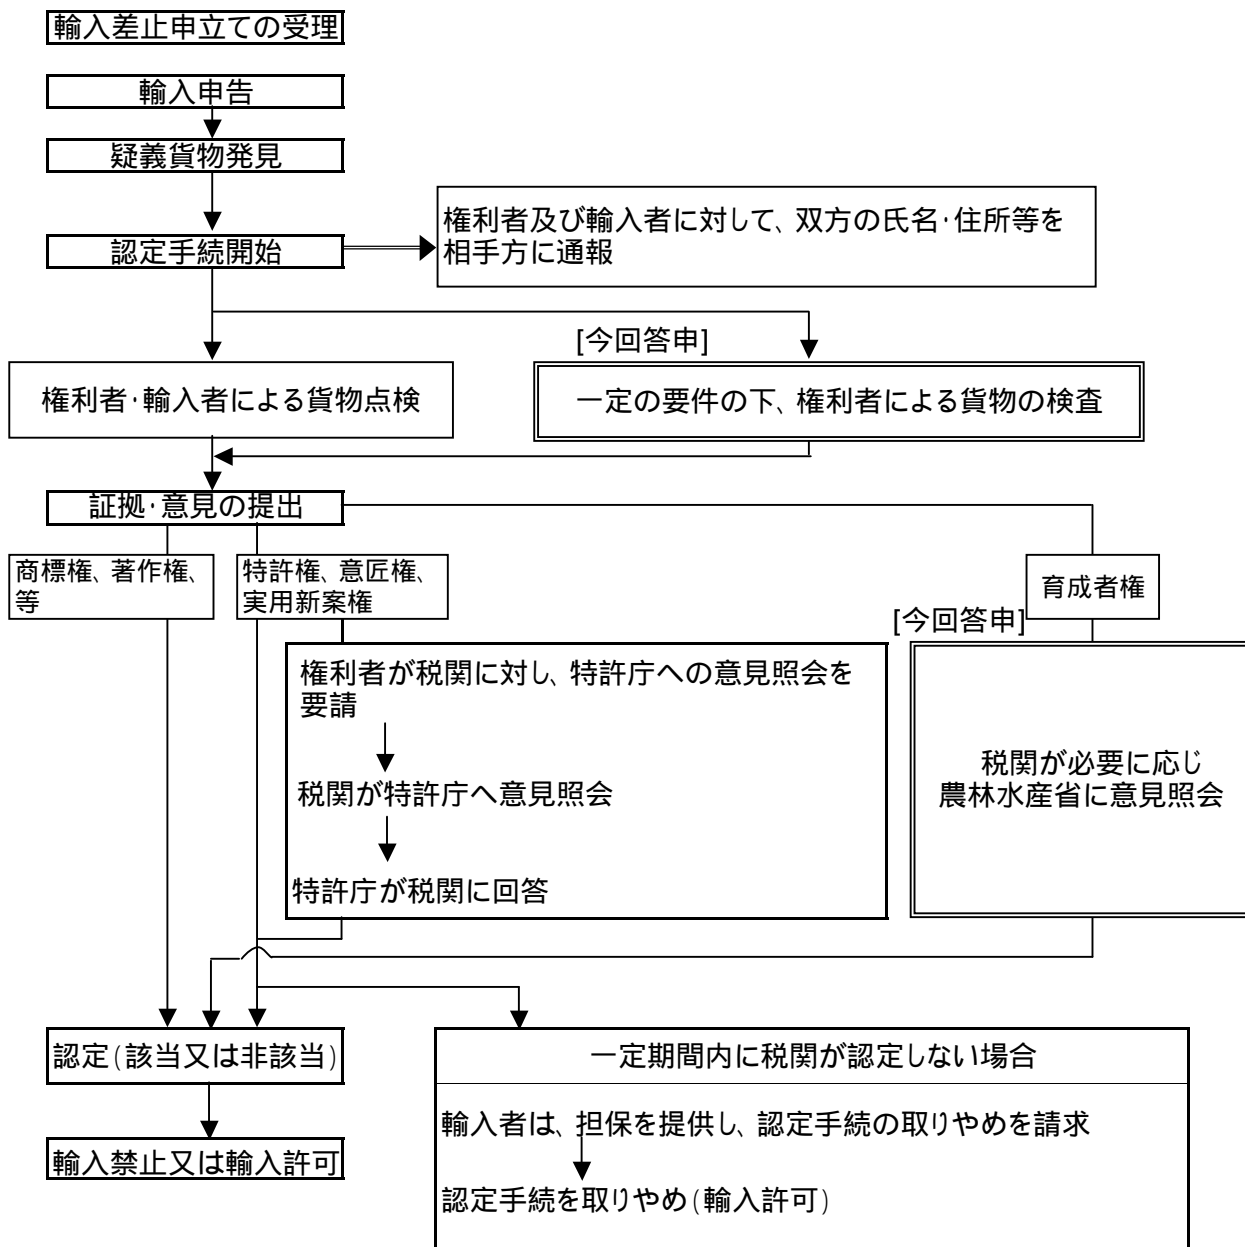 輸入差止申立ての受理
輸入申告
疑義貨物発見
認定手続開始
権利者及び輸入者に対して、双方の氏名・住所等を
相手方に通報
[今回答申]
権利者・輸入者による貨物点検
一定の要件の下、権利者による貨物の検査
証拠・意見の提出
商標権、著作権、
等
特許権、意匠権、
実用新案権
育成者権
[今回答申]
権利者が税関に対し、特許庁への意見照会を
要請
税関が特許庁へ意見照会
特許庁が税関に回答
税関が必要に応じ
農林水産省に意見照会
認定(該当又は非該当)
一定期間内に税関が認定しない場合
輸入者は、担保を提供し、認定手続の取りやめを請求
輸入禁止又は輸入許可
認定手続を取りやめ(輸入許可)